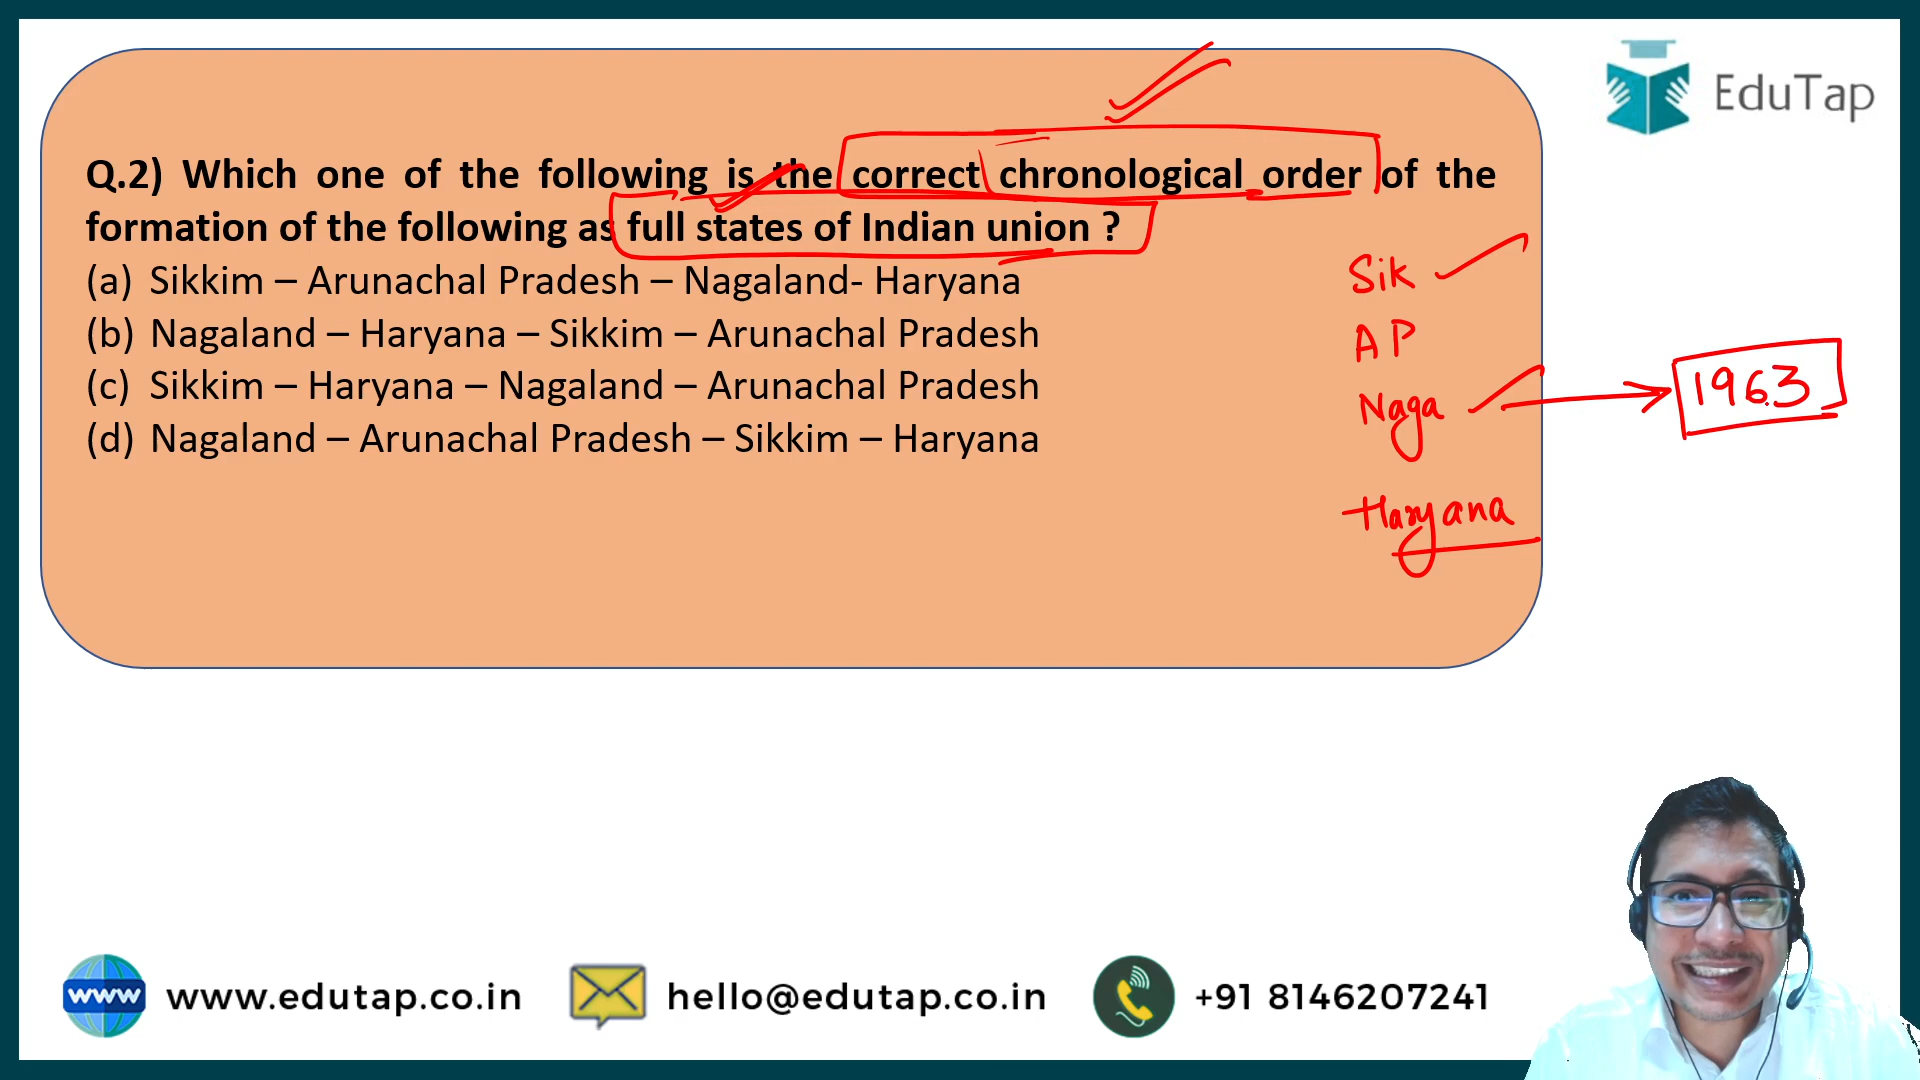 EduTap
Q.2) Which one of the following is the correct chronological order of the
formation of the following as full states of Indian union ?
(a) Sikkim – Arunachal Pradesh – Nagaland- Haryana
(b) Nagaland – Haryana – Sikkim – Arunachal Pradesh
(c) Sikkim – Haryana – Nagaland – Arunachal Pradesh
(d) Nagaland – Arunachal Pradesh – Sikkim – Haryana
Sik
AP
Naga
1963
Haryana
www www.edutap.co.in hello@edutap.co.in +91 8146207241